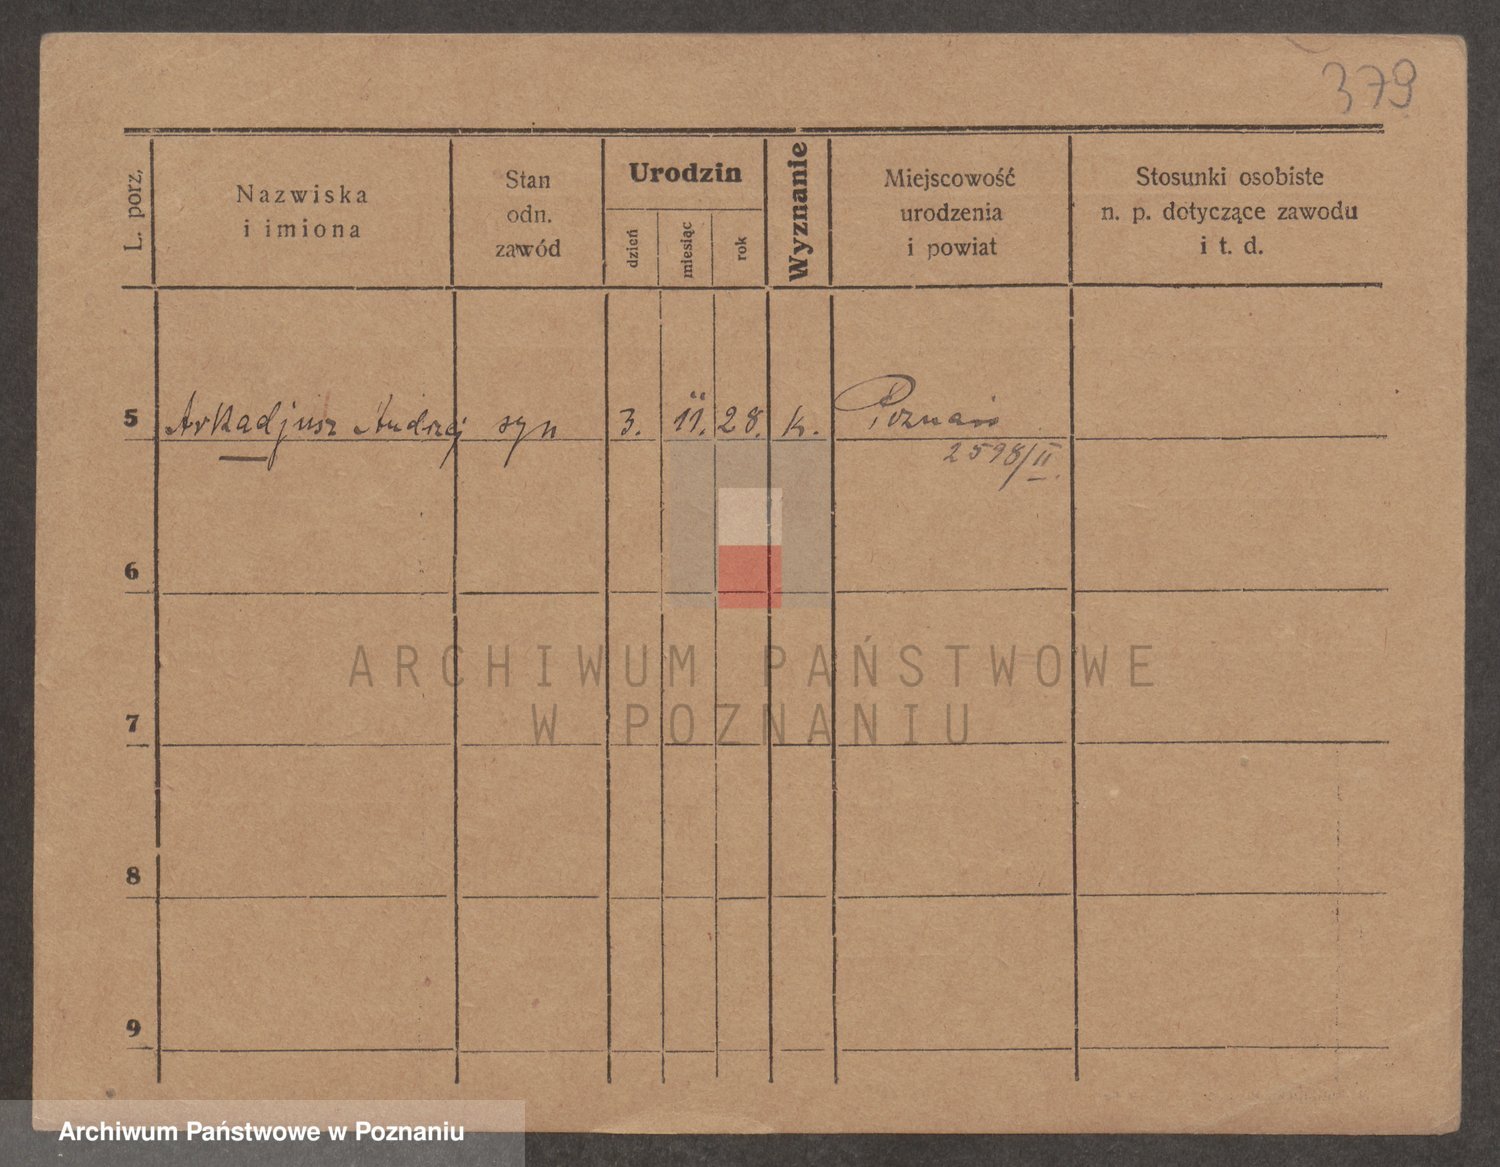 379
L. porz.
Nazwiska
i imiona
Stan
odn.
zawód
Urodzin
dzień
miesiąc
rok
Wyznanie
Miejscowość
urodzenia
i powiat
Stosunki osobiste
n. p. dotyczące zawodu
i t. d.
5 Arkadjusz Andrzej syn 3. 11. 28. k. Poznań
2598/II.
6
ARCHIWUM PAŃSTWOWE
W POZNANIU
7
8
9
Archiwum Państwowe w Poznaniu